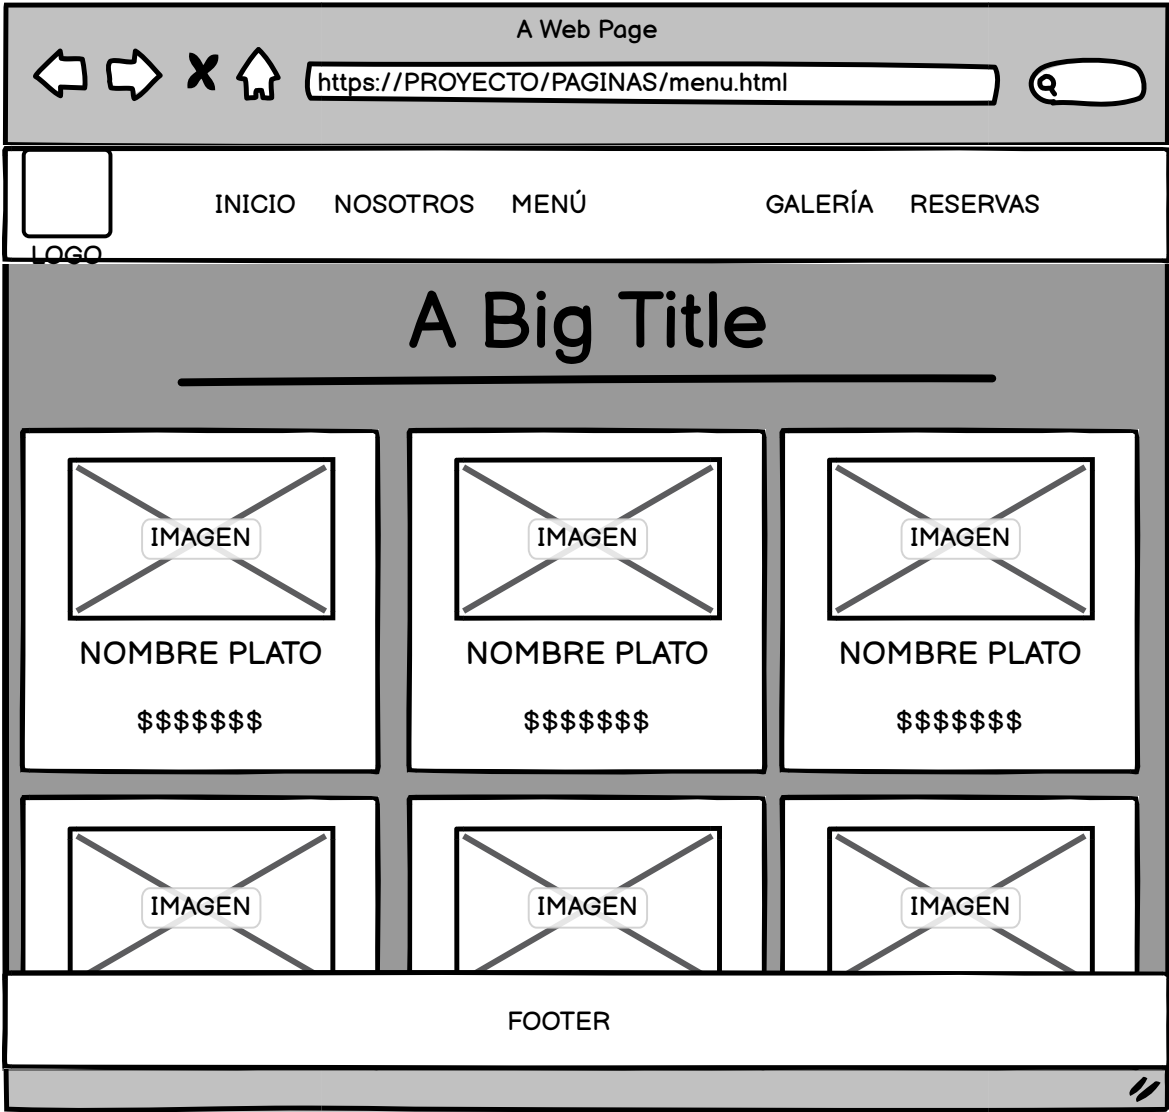 A Web Page
https://PROYECTO/PAGINAS/menu.html
INICIO NOSOTROS MENÚ GALERÍA RESERVAS
LOGO
A Big Title
IMAGEN IMAGEN IMAGEN
NOMBRE PLATO NOMBRE PLATO NOMBRE PLATO
$$$$$$$ $$$$$$$ $$$$$$$
IMAGEN IMAGEN IMAGEN
FOOTER